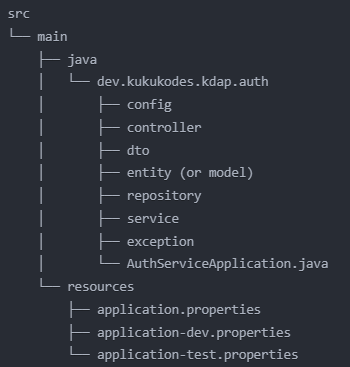 src
└── main
    ├── java
    │   └── dev.kukukodes.kdap.auth
    │       ├── config
    │       ├── controller
    │       ├── dto
    │       ├── entity (or model)
    │       ├── repository
    │       ├── service
    │       ├── exception
    │       └── AuthServiceApplication.java
    └── resources
        ├── application.properties
        ├── application-dev.properties
        └── application-test.properties